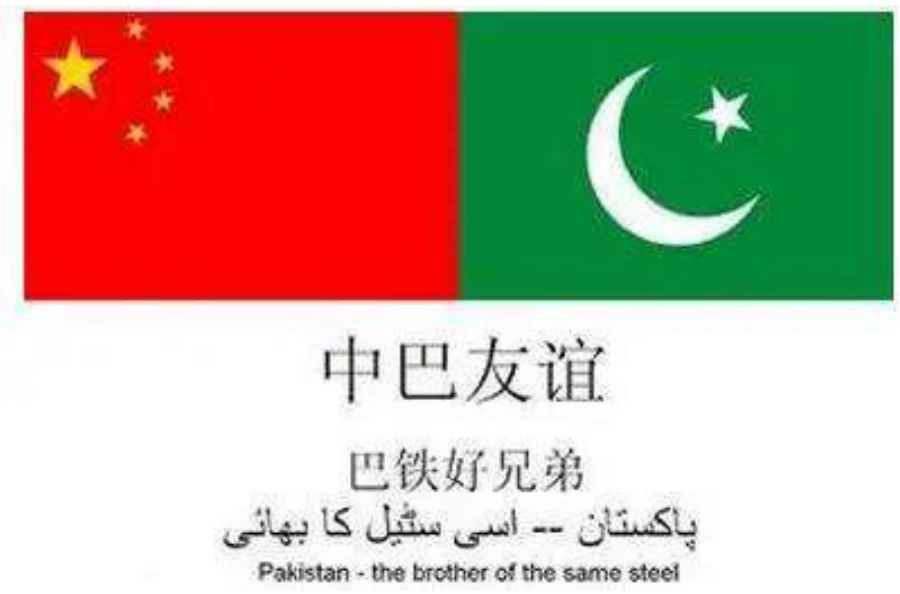 中巴友谊
巴铁好兄弟
پاکستان -- اسی سٹیل کا بھائی
Pakistan - the brother of the same steel